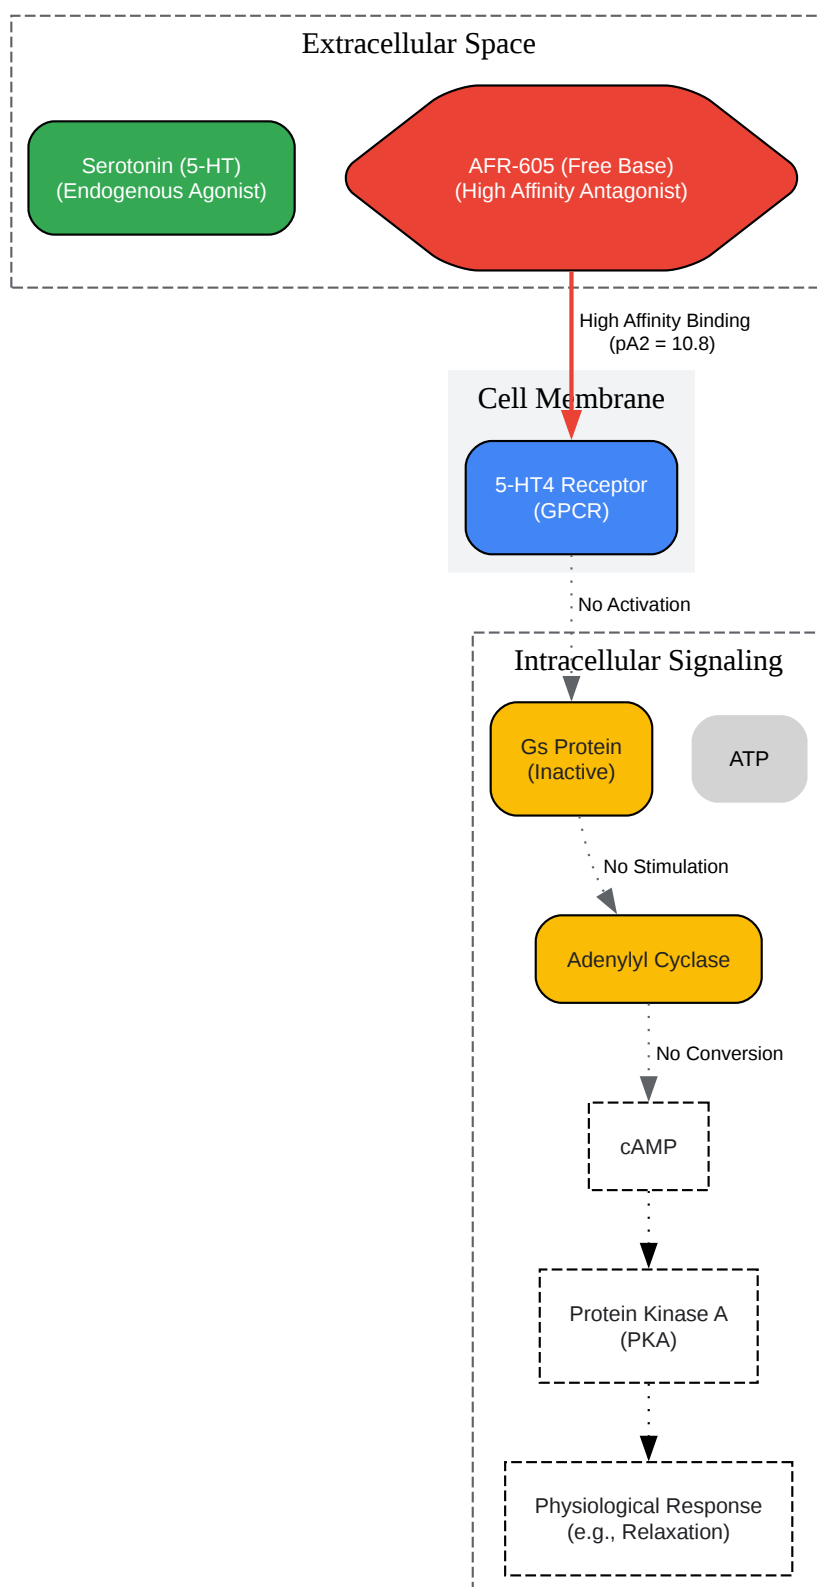 Extracellular Space
Serotonin (5-HT)
(Endogenous Agonist)
AFR-605 (Free Base)
(High Affinity Antagonist)
High Affinity Binding
(pA2 = 10.8)
Cell Membrane
5-HT4 Receptor
(GPCR)
No Activation
Intracellular Signaling
Gs Protein
(Inactive)
ATP
No Stimulation
Adenylyl Cyclase
No Conversion
cAMP
Protein Kinase A
(PKA)
Physiological Response
(e.g., Relaxation)